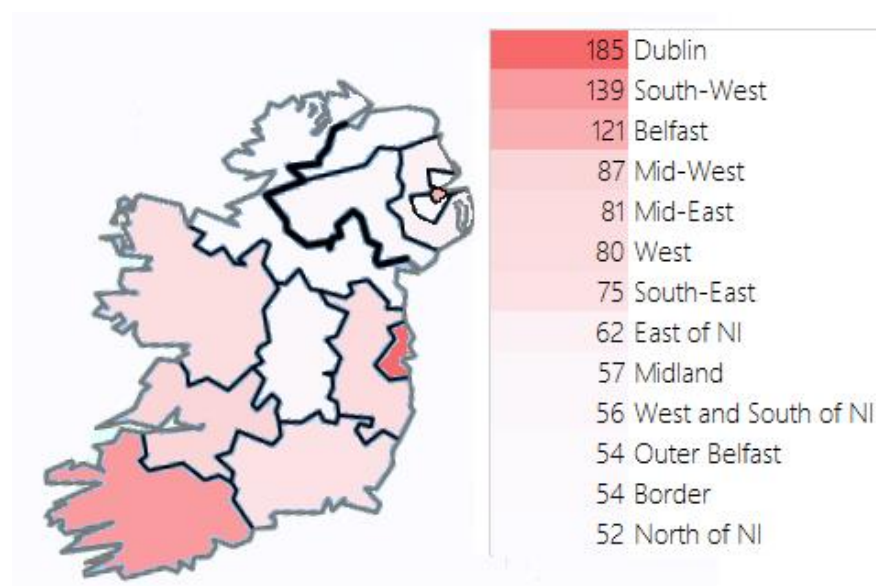 185 Dublin
139 South-West
121 Belfast
87 Mid-West
81 Mid-East
80 West
75 South-East
62 East of NI
57 Midland
56 West and South of NI
54 Outer Belfast
54 Border
52 North of NI